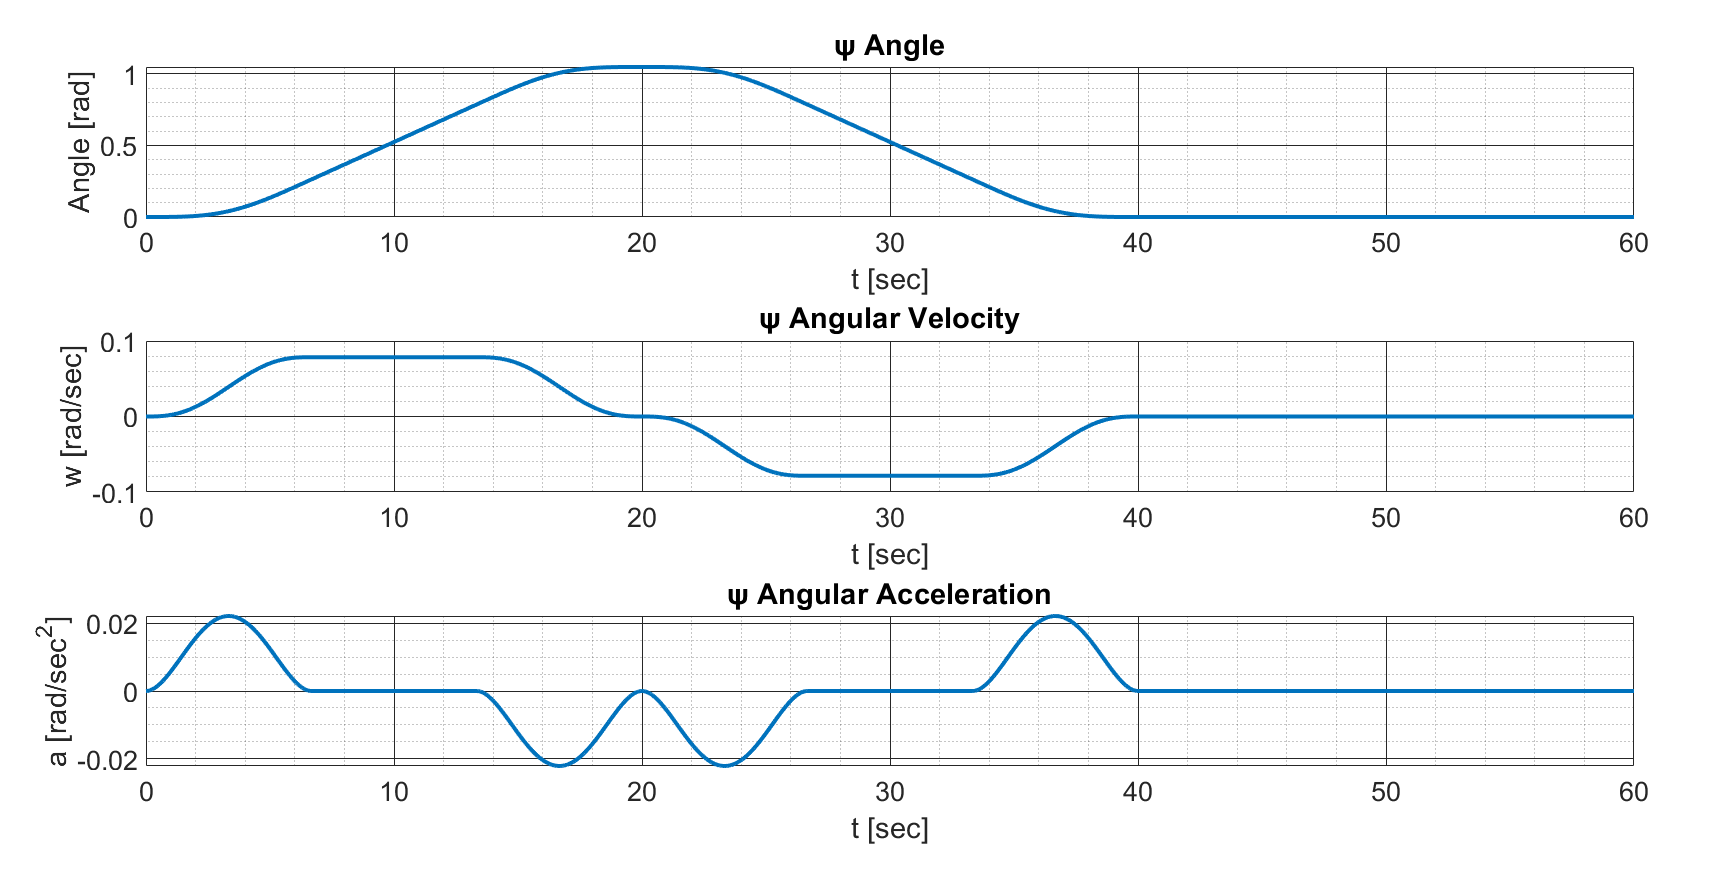 ψ Angle
1
0.5
0
Angle [rad]
0 10 20 30 40 50 60
t [sec]
ψ Angular Velocity
0.1
0
-0.1
w [rad/sec]
0 10 20 30 40 50 60
t [sec]
ψ Angular Acceleration
0.02
0
-0.02
a [rad/sec²]
0 10 20 30 40 50 60
t [sec]